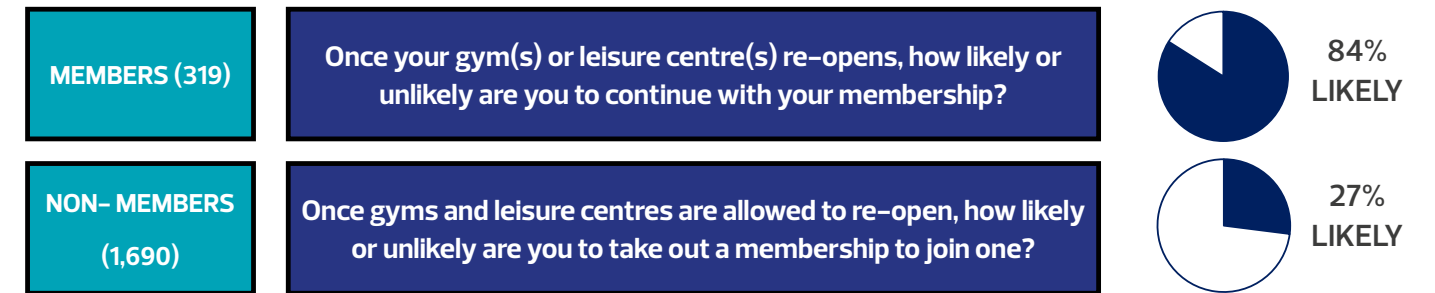 MEMBERS (319)
Once your gym(s) or leisure centre(s) re-opens, how likely or
unlikely are you to continue with your membership?
84%
LIKELY
NON- MEMBERS
(1,690)
Once gyms and leisure centres are allowed to re-open, how likely
or unlikely are you to take out a membership to join one?
27%
LIKELY